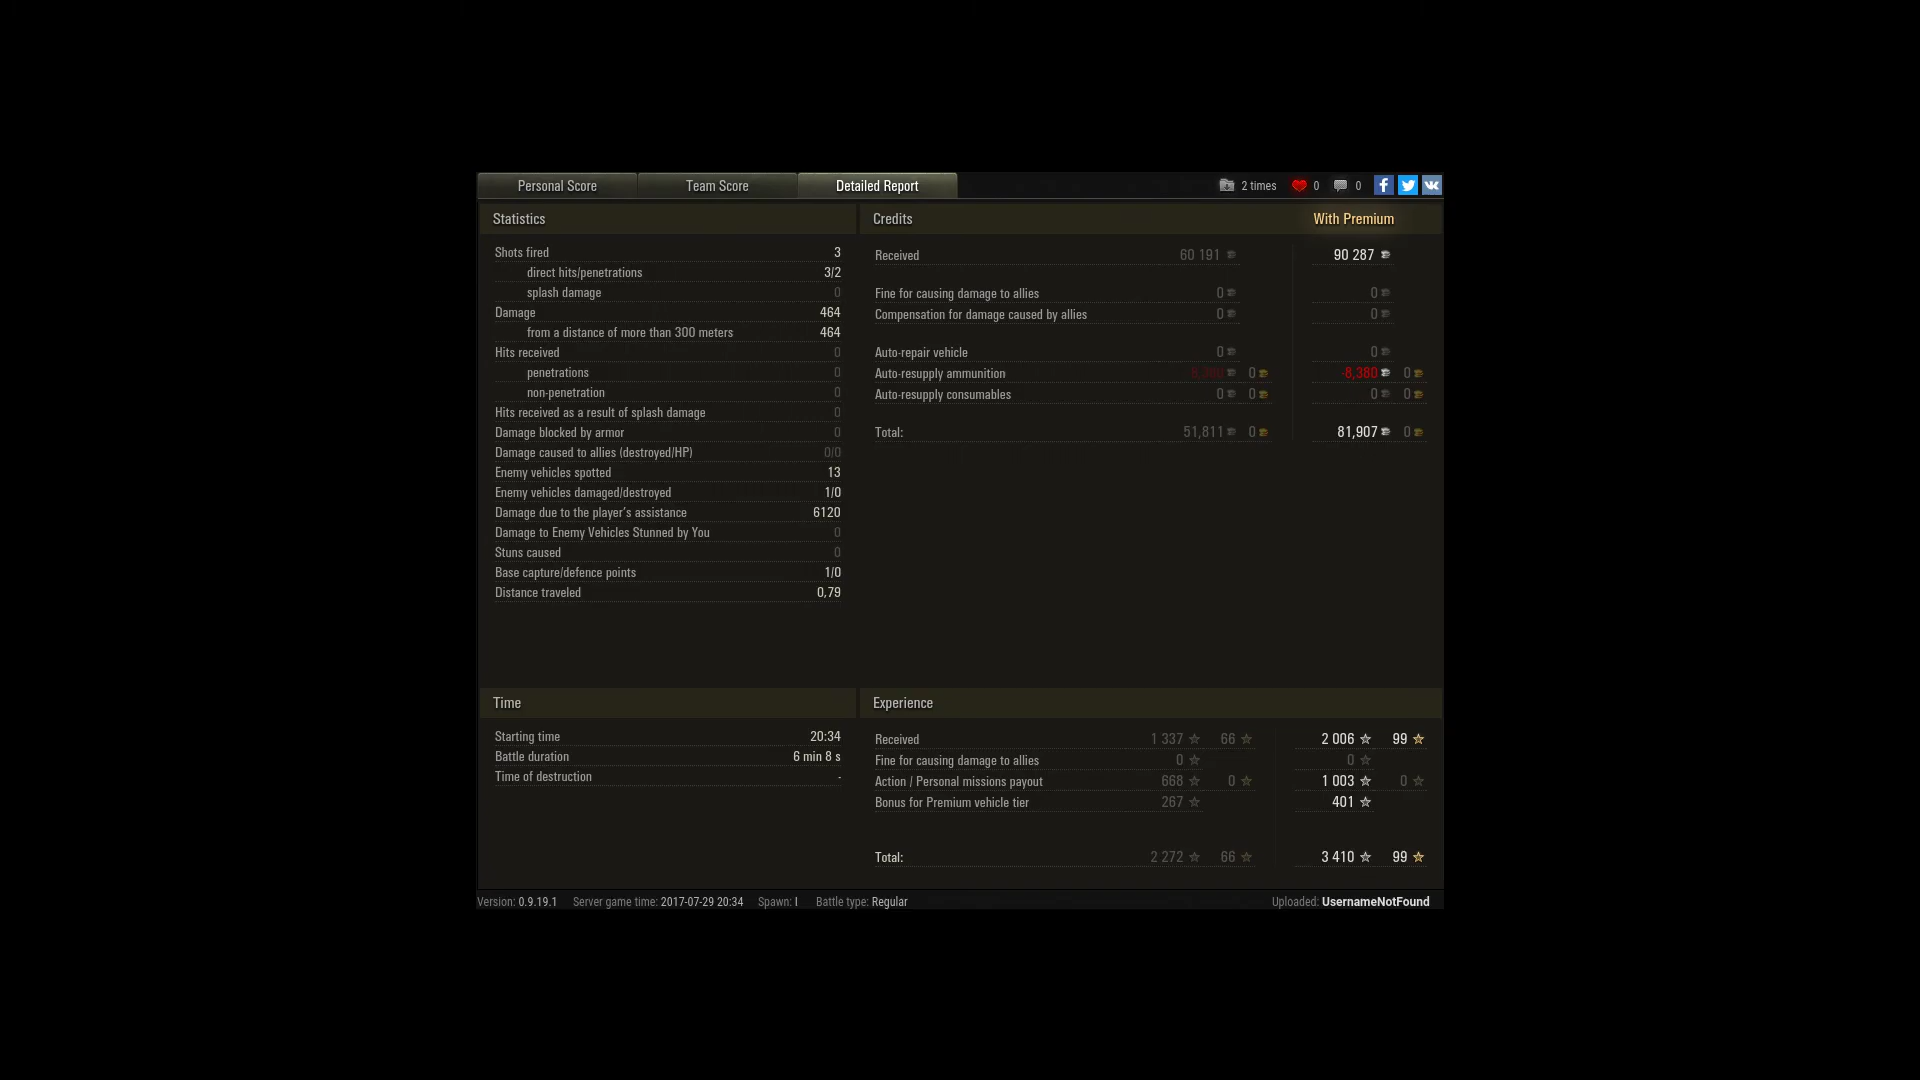 Personal Score Team Score Detailed Report 2 times 0 0
Statistics
Shots fired 3
direct hits/penetrations 3/2
splash damage 0
Damage 464
from a distance of more than 300 meters 464
Hits received 0
penetrations 0
non-penetration 0
Hits received as a result of splash damage 0
Damage blocked by armor 0
Damage caused to allies (destroyed/HP) 0/0
Enemy vehicles spotted 13
Enemy vehicles damaged/destroyed 1/0
Damage due to the player's assistance 6120
Damage to Enemy Vehicles Stunned by You 0
Stuns caused 0
Base capture/defence points 1/0
Distance traveled 0,79
Credits With Premium
Received 60 191 90 287
Fine for causing damage to allies 0 0
Compensation for damage caused by allies 0 0
Auto-repair vehicle 0 0
Auto-resupply ammunition 0 -8,380 0
Auto-resupply consumables 0 0 0 0
Total: 51,811 0 81,907 0
Time
Starting time 20:34
Battle duration 6 min 8 s
Time of destruction -
Experience
Received 1 337 66 2 006 99
Fine for causing damage to allies 0 0
Action / Personal missions payout 668 0 1 003 0
Bonus for Premium vehicle tier 267 401
Total: 2 272 66 3 410 99
Version: 0.9.19.1 Server game time: 2017-07-29 20:34 Spawn: I Battle type: Regular Uploaded: UsernameNotFound